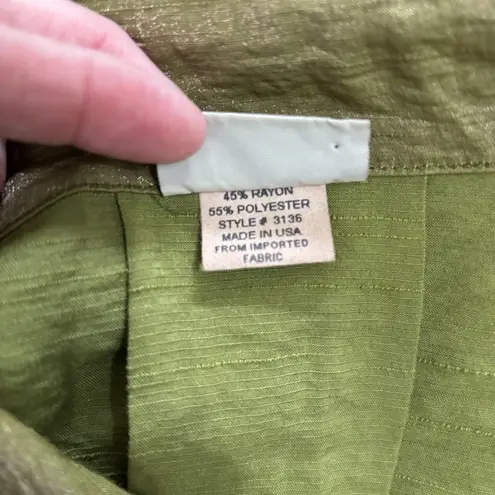 45% RAYON
55% POLYESTER
STYLE # 3136
MADE IN USA
FROM IMPORTED
FABRIC